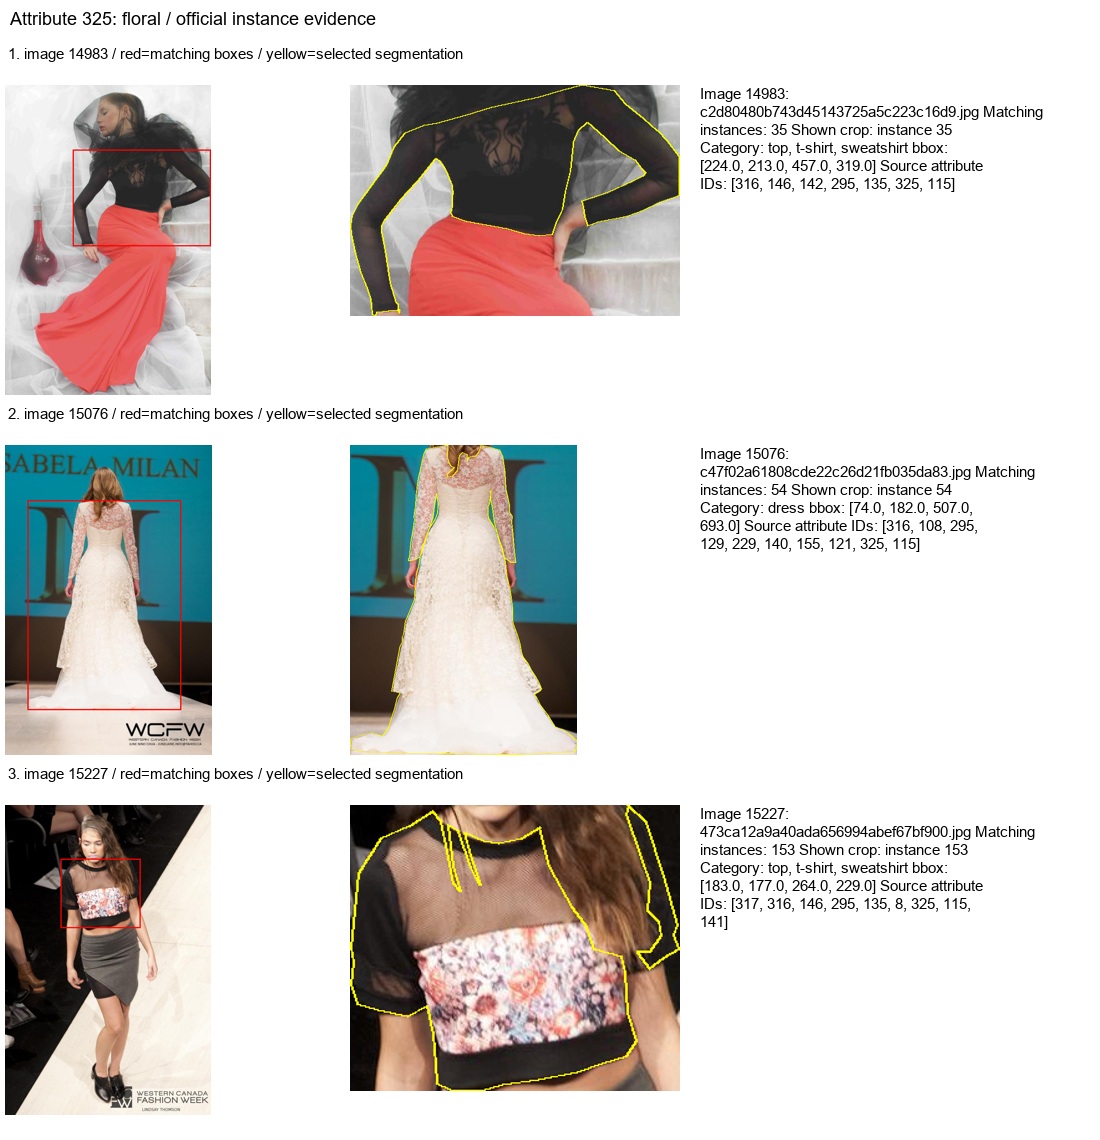 Attribute 325: floral / official instance evidence
1. image 14983 / red=matching boxes / yellow=selected segmentation
Image 14983:
c2d80480b743d45143725a5c223c16d9.jpg Matching
instances: 35 Shown crop: instance 35
Category: top, t-shirt, sweatshirt bbox:
[224.0, 213.0, 457.0, 319.0] Source attribute
IDs: [316, 146, 142, 295, 135, 325, 115]
2. image 15076 / red=matching boxes / yellow=selected segmentation
SABELA MILAN
M
WCFW
WESTERN CANADA FASHION WEEK
Image 15076:
c47f02a61808cde22c26d21fb035da83.jpg Matching
instances: 54 Shown crop: instance 54
Category: dress bbox: [74.0, 182.0, 507.0,
693.0] Source attribute IDs: [316, 108, 295,
129, 229, 140, 155, 121, 325, 115]
3. image 15227 / red=matching boxes / yellow=selected segmentation
WESTERN CANADA
FASHION WEEK
LINDSAY THOMSON
Image 15227:
473ca12a9a40ada656994abef67bf900.jpg Matching
instances: 153 Shown crop: instance 153
Category: top, t-shirt, sweatshirt bbox:
[183.0, 177.0, 264.0, 229.0] Source attribute
IDs: [317, 316, 146, 295, 135, 8, 325, 115,
141]